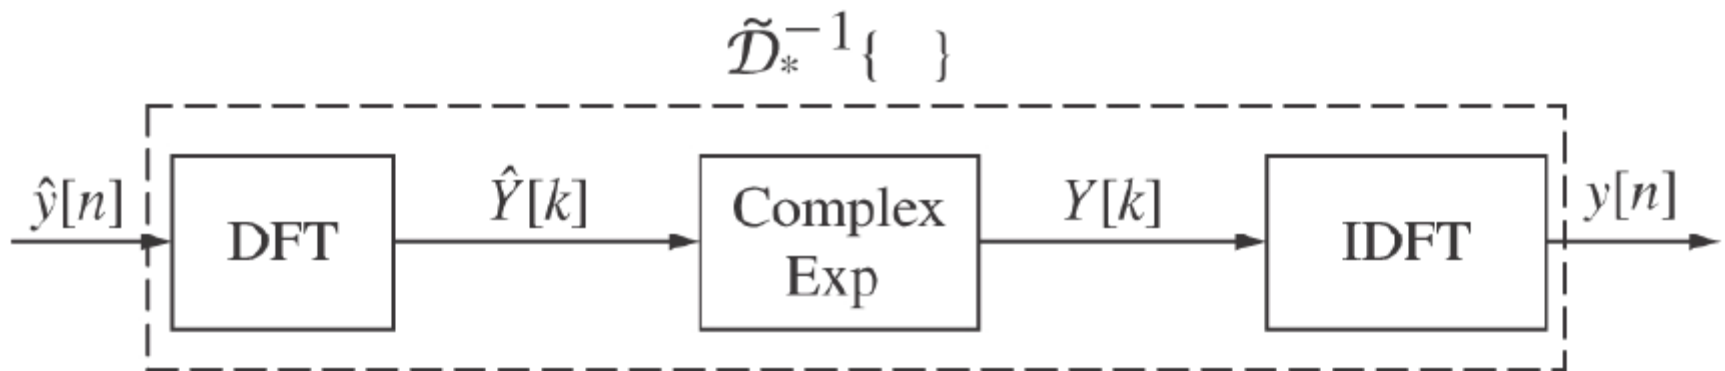 𝒟̃∗⁻¹{ }
ŷ[n]
DFT
Ŷ[k]
Complex
Exp
Y[k]
IDFT
y[n]